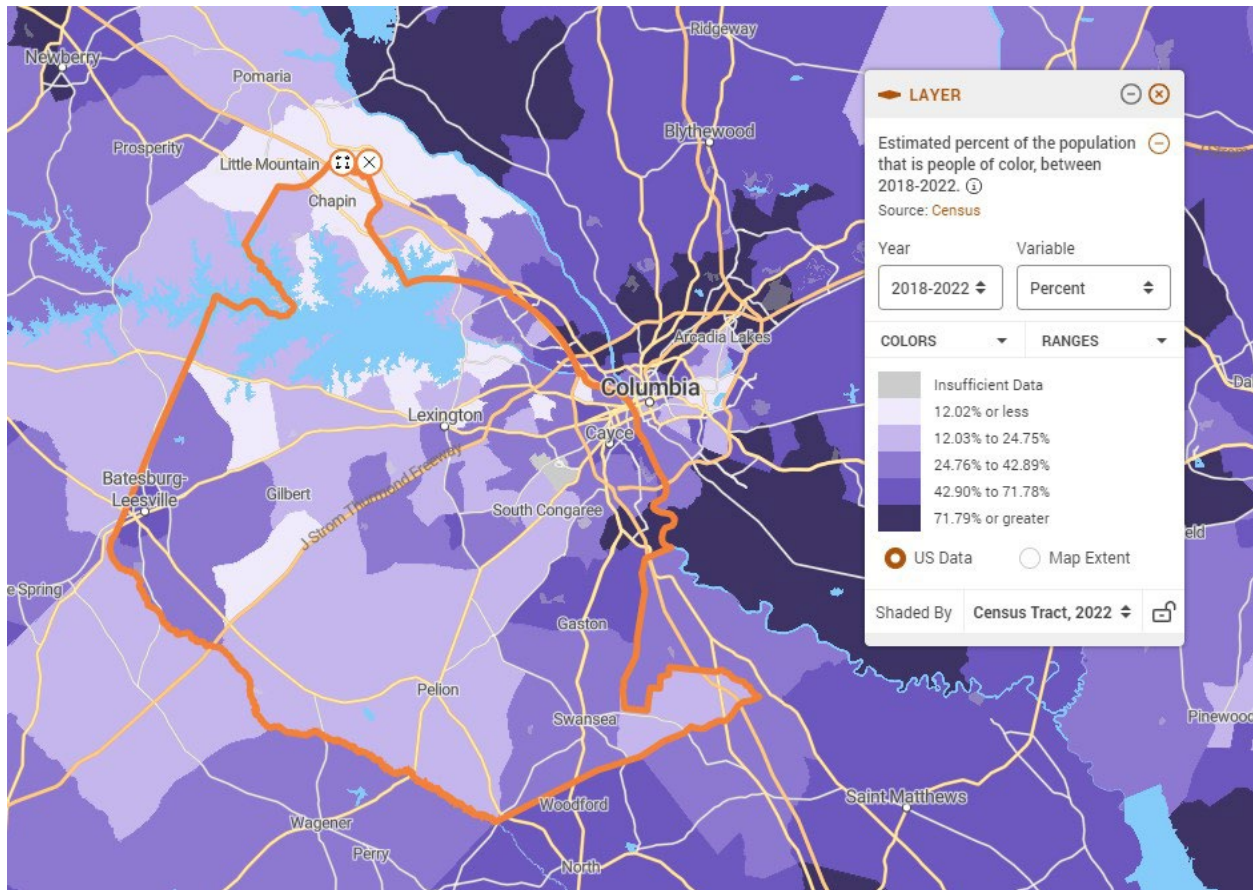 Ridgeway
Newberry
Pomaria
Blythewood
Prosperity
Little Mountain
Chapin
Arcadia Lakes
Columbia
Lexington
Cayce
J Strom Thurmond Freeway
Batesburg-
Leesville
Gilbert
South Congaree
e Spring
Gaston
Pelion
Swansea
Pinewood
Woodford
Saint Matthews
Wagener
Perry
North
Dal
field
LAYER
Estimated percent of the population
that is people of color, between
2018-2022.
Source: Census
Year Variable
2018-2022 Percent
COLORS RANGES
Insufficient Data
12.02% or less
12.03% to 24.75%
24.76% to 42.89%
42.90% to 71.78%
71.79% or greater
US Data Map Extent
Shaded By Census Tract, 2022